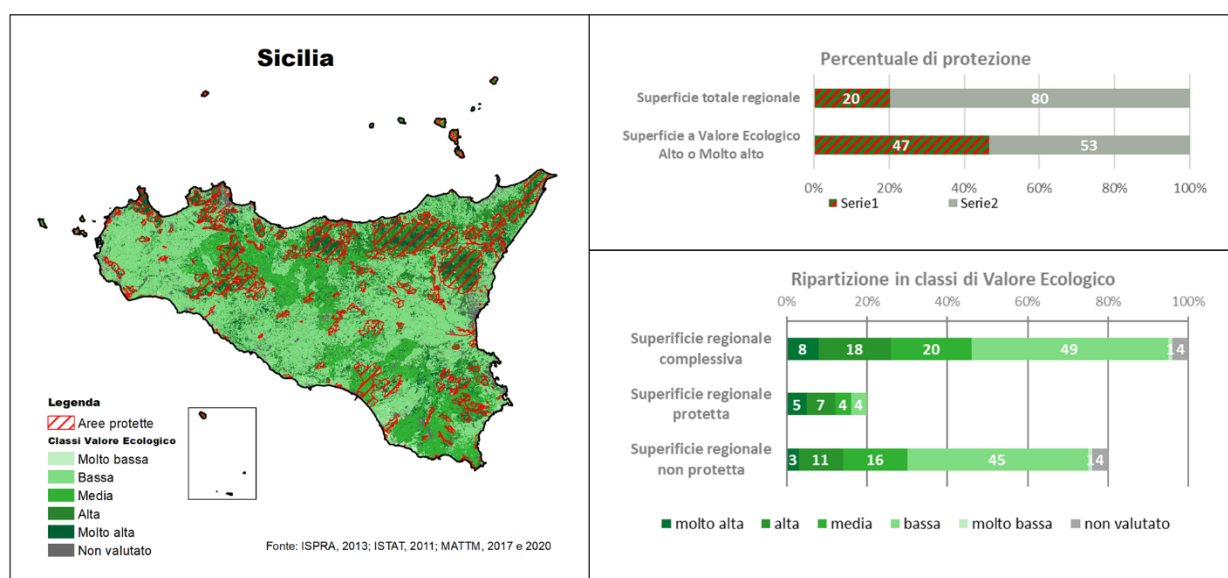 Sicilia
Legenda
Aree protette
Classi Valore Ecologico
Molto bassa
Bassa
Media
Alta
Molto alta
Non valutato
Fonte: ISPRA, 2013; ISTAT, 2011; MATTM, 2017 e 2020
Percentuale di protezione
Superficie totale regionale
20 80
Superficie a Valore Ecologico
Alto o Molto alto
47 53
0% 20% 40% 60% 80% 100%
Serie1 Serie2
Ripartizione in classi di Valore Ecologico
0% 20% 40% 60% 80% 100%
Superificie regionale
complessiva
8 18 20 49 1 4
Superificie regionale
protetta
5 7 4 4
Superificie regionale
non protetta
3 11 16 45 1 4
molto alta alta media bassa molto bassa non valutato